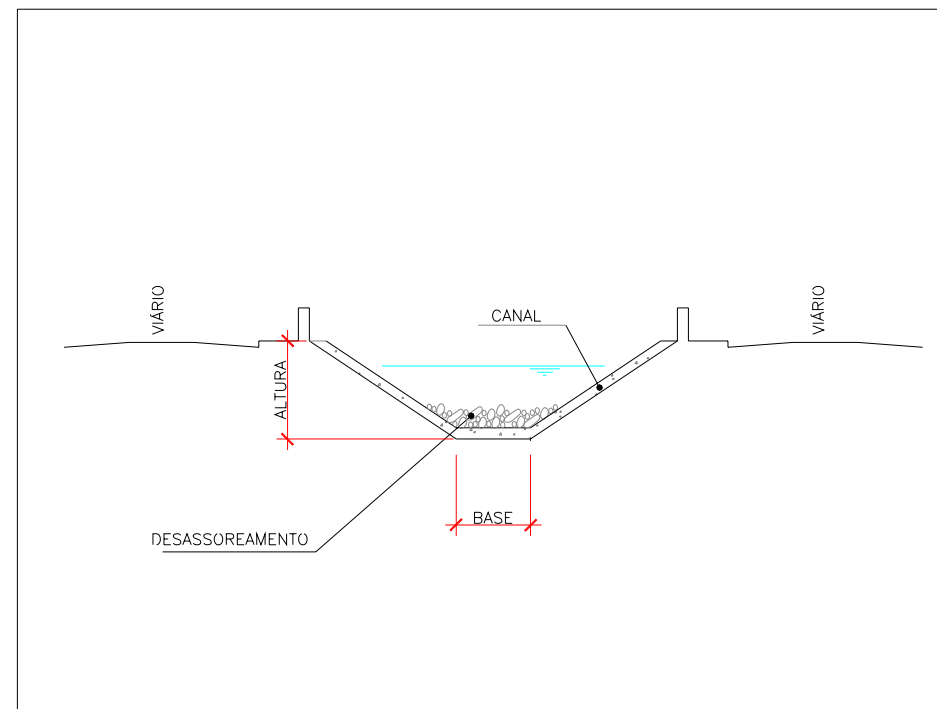 VIÁRIO
VIÁRIO
CANAL
ALTURA
BASE
DESASSOREAMENTO